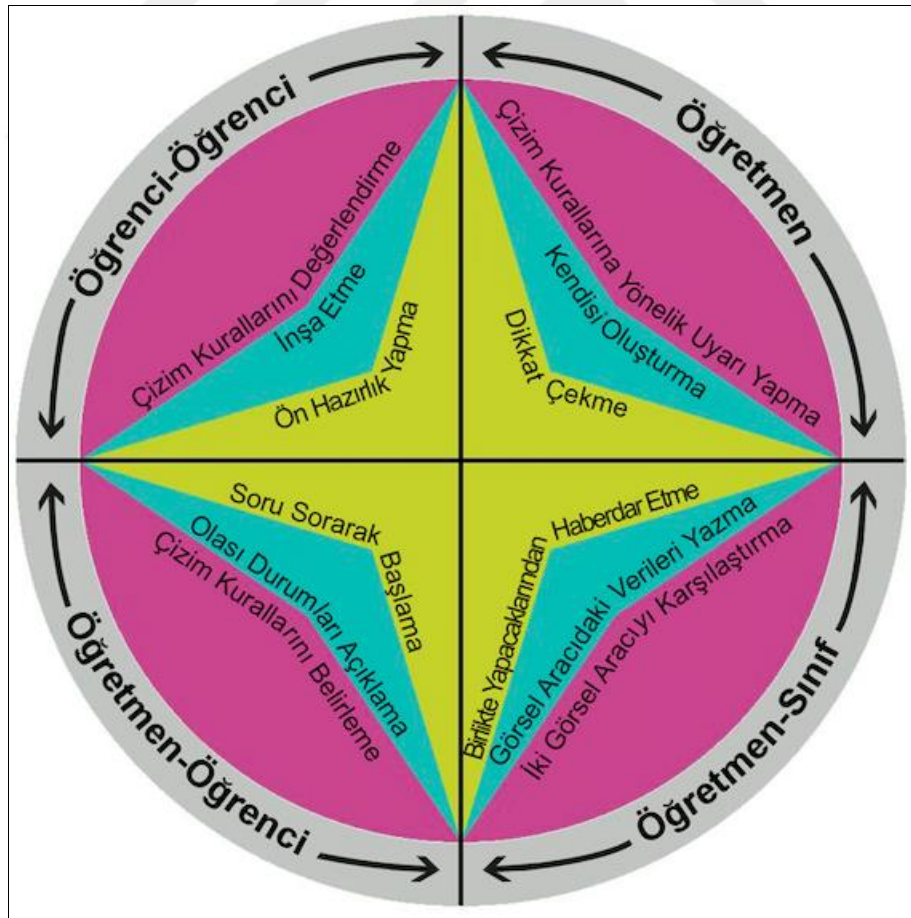 Öğrenci-Öğrenci
Çizim Kurallarını Değerlendirme
İnşa Etme
Ön Hazırlık Yapma
Öğretmen
Çizim Kurallarına Yönelik Uyarı Yapma
Kendisi Oluşturma
Dikkat Çekme
Soru Sorarak Başlama
Olası Durumları Açıklama
Çizim Kurallarını Belirleme
Öğretmen-Öğrenci
Birlikte Yapacaklarından Haberdar Etme
Görsel Aracıdaki Verileri Yazma
İki Görsel Aracıyı Karşılaştırma
Öğretmen-Sınıf